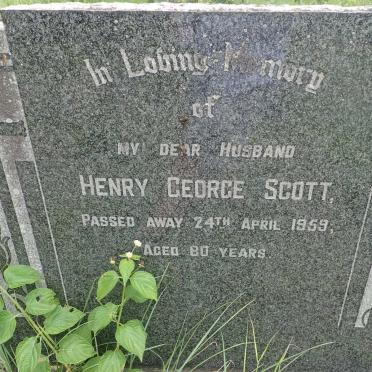 In Loving Memory
of
MY DEAR HUSBAND
HENRY GEORGE SCOTT,
PASSED AWAY 24TH APRIL 1959,
AGED 80 YEARS.